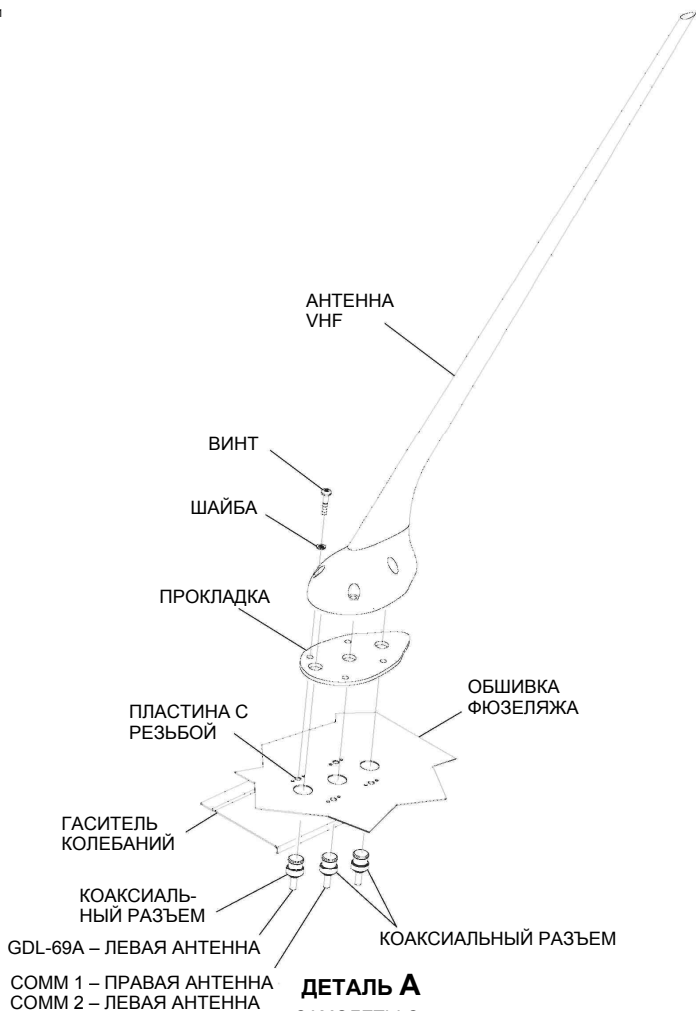 АНТЕННА
VHF
ВИНТ
ШАЙБА
ПРОКЛАДКА
ОБШИВКА
ФЮЗЕЛЯЖА
ПЛАСТИНА С
РЕЗЬБОЙ
ГАСИТЕЛЬ
КОЛЕБАНИЙ
КОАКСИАЛЬ-
НЫЙ РАЗЪЕМ
КОАКСИАЛЬНЫЙ РАЗЪЕМ
GDL-69A – ЛЕВАЯ АНТЕННА
COMM 1 – ПРАВАЯ АНТЕННА
COMM 2 – ЛЕВАЯ АНТЕННА
ДЕТАЛЬ A